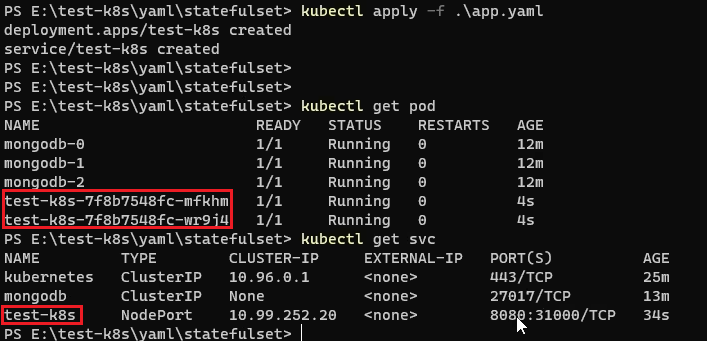 PS E:\test-k8s\yaml\statefulset> kubectl apply -f .\app.yaml
deployment.apps/test-k8s created
service/test-k8s created
PS E:\test-k8s\yaml\statefulset>
PS E:\test-k8s\yaml\statefulset>
PS E:\test-k8s\yaml\statefulset> kubectl get pod
NAME READY STATUS RESTARTS AGE
mongodb-0 1/1 Running 0 12m
mongodb-1 1/1 Running 0 12m
mongodb-2 1/1 Running 0 12m
test-k8s-7f8b7548fc-mfkhm 1/1 Running 0 4s
test-k8s-7f8b7548fc-wr9j4 1/1 Running 0 4s
PS E:\test-k8s\yaml\statefulset> kubectl get svc
NAME TYPE CLUSTER-IP EXTERNAL-IP PORT(S) AGE
kubernetes ClusterIP 10.96.0.1 <none> 443/TCP 25m
mongodb ClusterIP None <none> 27017/TCP 13m
test-k8s NodePort 10.99.252.20 <none> 8080:31000/TCP 34s
PS E:\test-k8s\yaml\statefulset>